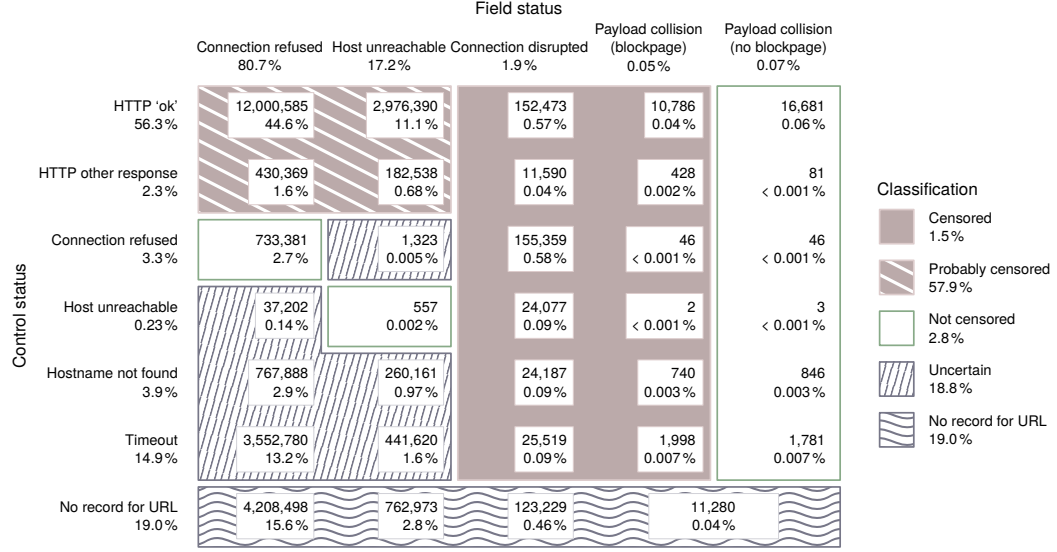 Field status
Connection refused
80.7 %
Host unreachable
17.2 %
Connection disrupted
1.9 %
Payload collision
(blockpage)
0.05 %
Payload collision
(no blockpage)
0.07 %
Control status
HTTP ‘ok’
56.3 %
12,000,585
44.6 %
2,976,390
11.1 %
152,473
0.57 %
10,786
0.04 %
16,681
0.06 %
HTTP other response
2.3 %
430,369
1.6 %
182,538
0.68 %
11,590
0.04 %
428
0.002 %
81
< 0.001 %
Connection refused
3.3 %
733,381
2.7 %
1,323
0.005 %
155,359
0.58 %
46
< 0.001 %
46
< 0.001 %
Host unreachable
0.23 %
37,202
0.14 %
557
0.002 %
24,077
0.09 %
2
< 0.001 %
3
< 0.001 %
Hostname not found
3.9 %
767,888
2.9 %
260,161
0.97 %
24,187
0.09 %
740
0.003 %
846
0.003 %
Timeout
14.9 %
3,552,780
13.2 %
441,620
1.6 %
25,519
0.09 %
1,998
0.007 %
1,781
0.007 %
No record for URL
19.0 %
4,208,498
15.6 %
762,973
2.8 %
123,229
0.46 %
11,280
0.04 %
Classification
Censored
1.5 %
Probably censored
57.9 %
Not censored
2.8 %
Uncertain
18.8 %
No record for URL
19.0 %